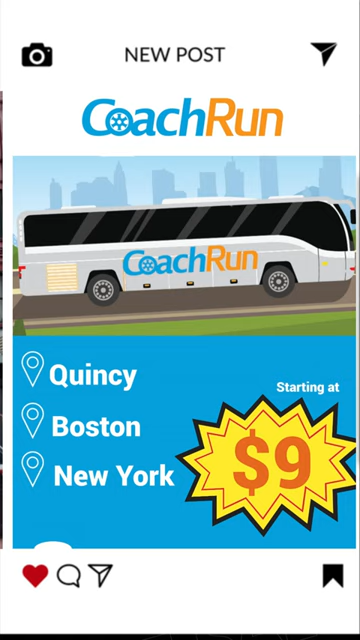 NEW POST
CoachRun
CoachRun
Quincy
Starting at
Boston
$9
New York